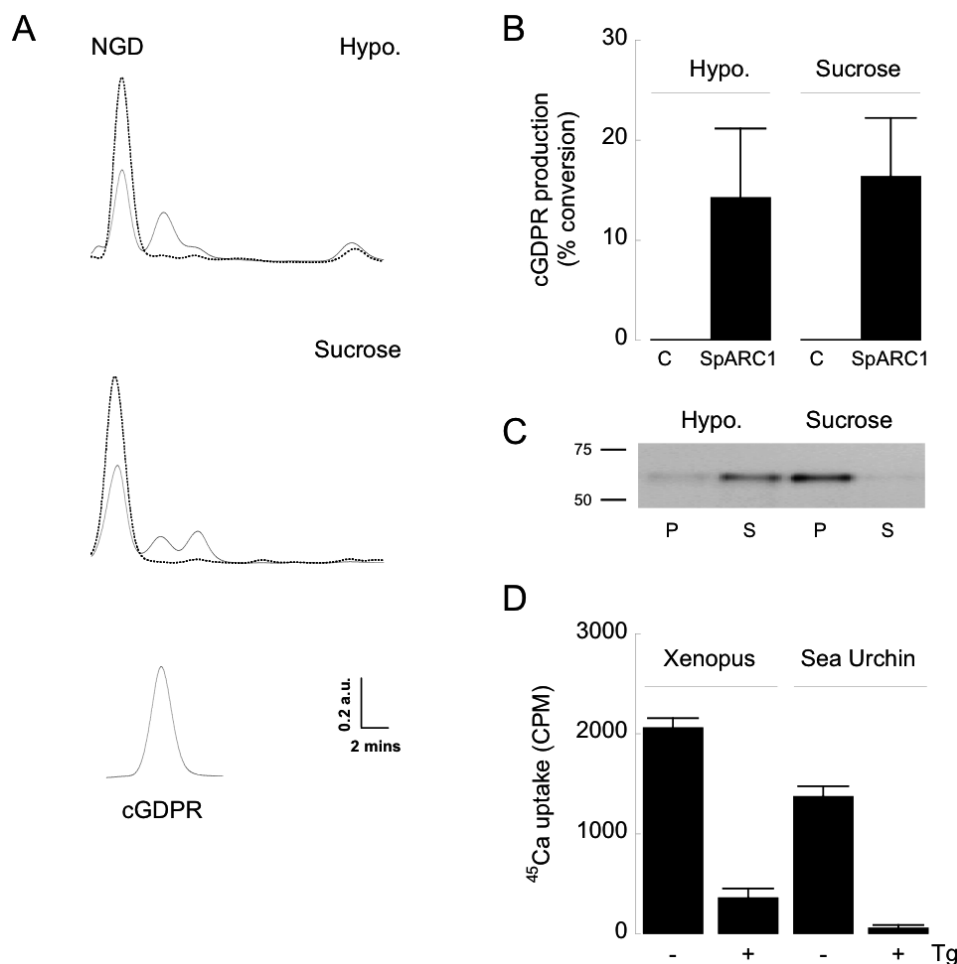 A
NGD Hypo.
Sucrose
0.2 a.u.
2 mins
cGDPR
B
cGDPR production
(% conversion)
30
20
10
0
Hypo. Sucrose
C SpARC1 C SpARC1
C
Hypo. Sucrose
75
50
P S P S
D
45Ca uptake (CPM)
3000
2000
1000
0
Xenopus Sea Urchin
- + - + Tg